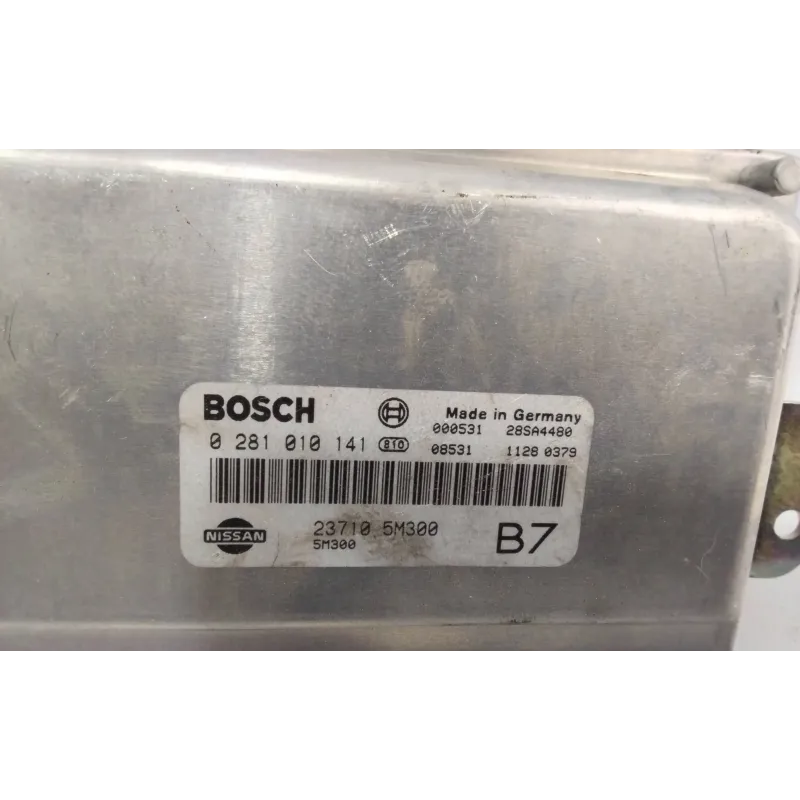 BOSCH Made in Germany
000531 28SA4480
0 281 010 141 810 08531 1128 0379
NISSAN 23710 5M300 B7
5M300